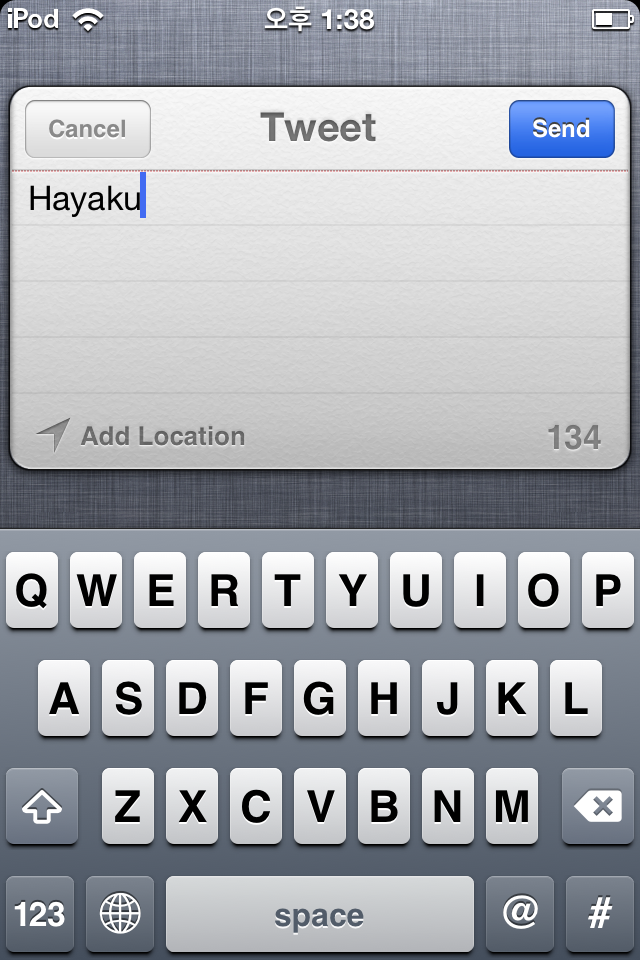 iPod 오후 1:38
Cancel Tweet Send
Hayaku
Add Location 134
Q W E R T Y U I O P
A S D F G H J K L
Z X C V B N M
123 space @ #